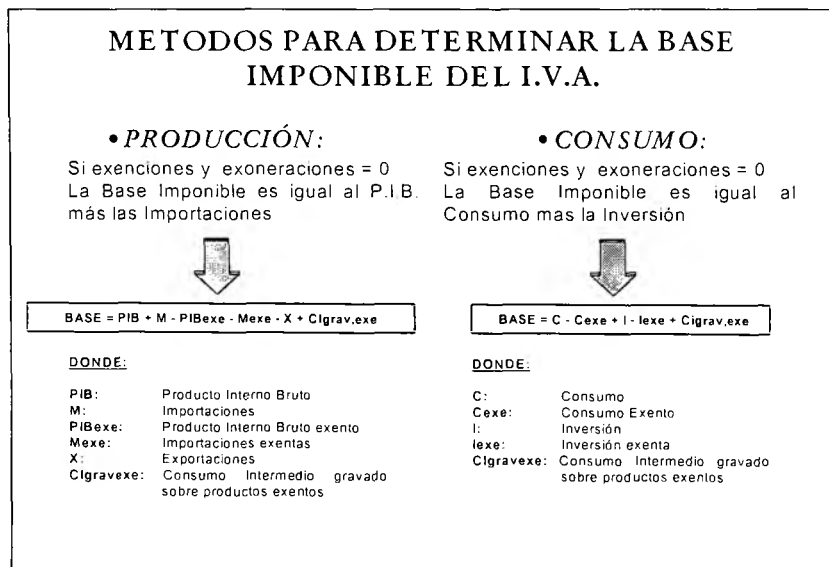 METODOS PARA DETERMINAR LA BASE
IMPONIBLE DEL I.V.A.
• PRODUCCIÓN:
Si exenciones y exoneraciones = 0
La Base Imponible es igual al P.I.B.
más las Importaciones
BASE = PIB + M - PIBexe - Mexe - X + CIgrav,exe
DONDE:
PIB: Producto Interno Bruto
M: Importaciones
PIBexe: Producto Interno Bruto exento
Mexe: Importaciones exentas
X: Exportaciones
CIgravexe: Consumo Intermedio gravado
sobre productos exentos
• CONSUMO:
Si exenciones y exoneraciones = 0
La Base Imponible es igual al
Consumo mas la Inversión
BASE = C - Cexe + I - Iexe + Cigrav,exe
DONDE:
C: Consumo
Cexe: Consumo Exento
I: Inversión
Iexe: Inversión exenta
CIgravexe: Consumo Intermedio gravado
sobre productos exentos